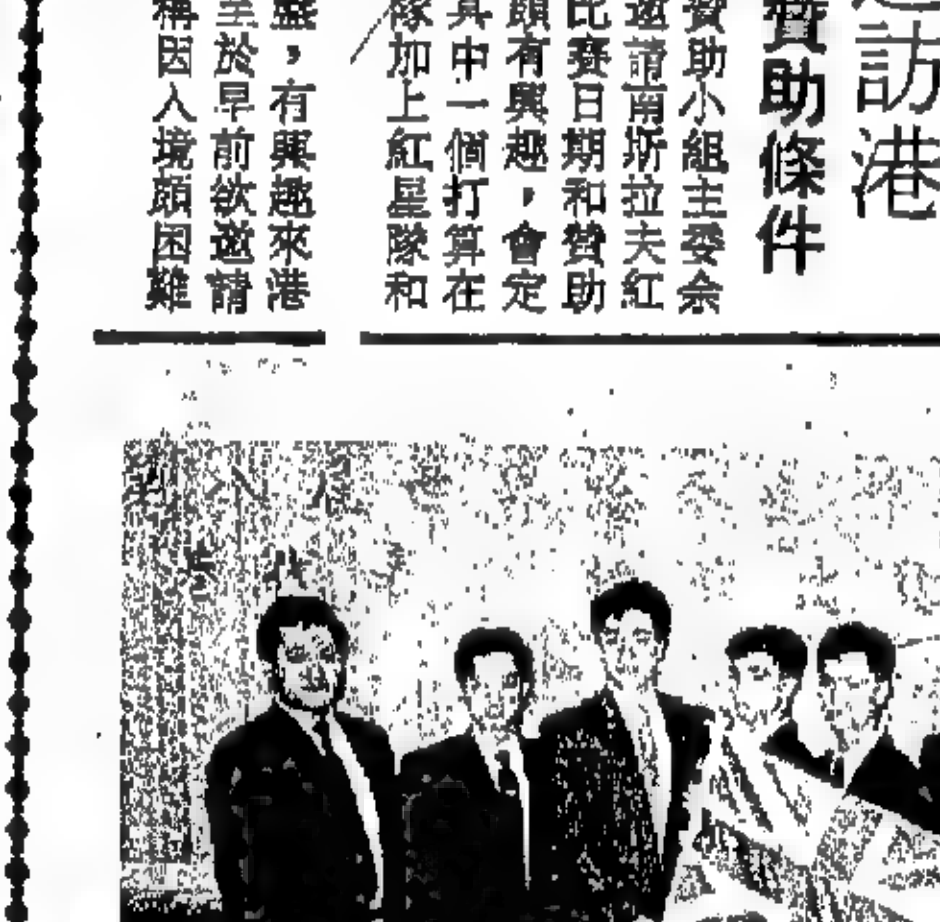 訪港
贊助條件
贊助小組主委余
邀請南斯拉夫紅
比賽日期和贊助
頗有興趣，會定
其中一個打算在
隊加上紅星隊和
盤，有興趣來港
至於早前欲邀請
稱因入境頗困難